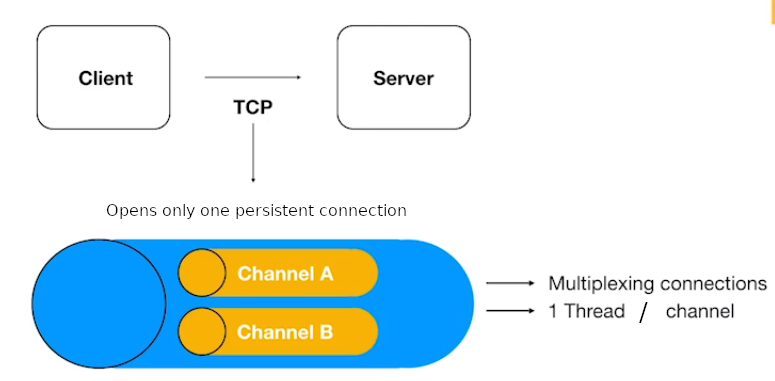 Client
Server
TCP
Opens only one persistent connection
Channel A
Channel B
Multiplexing connections
1 Thread / channel